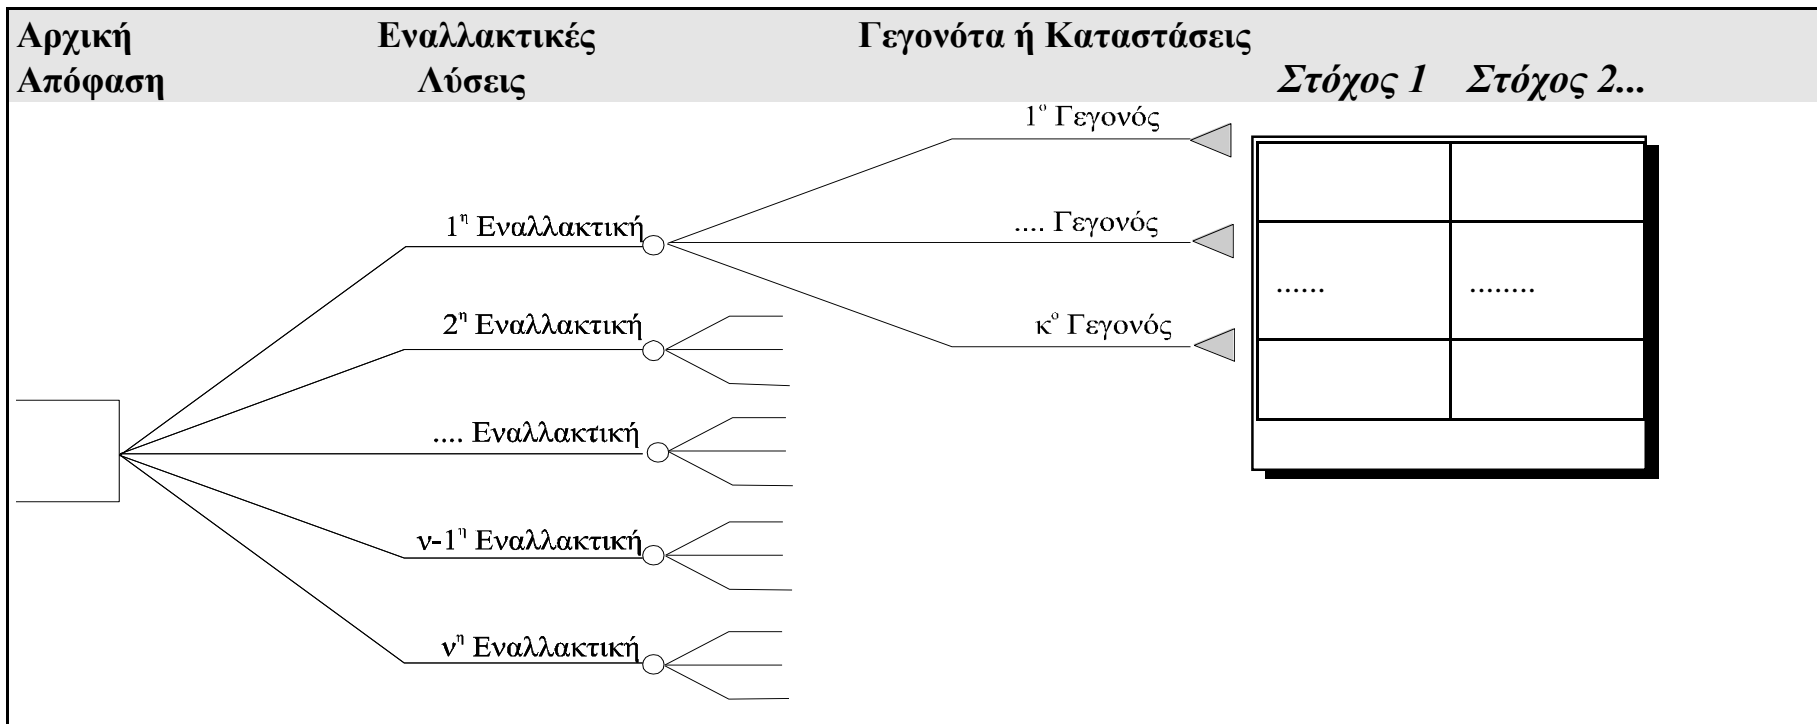 Αρχική Εναλλακτικές Γεγονότα ή Καταστάσεις
Απόφαση Λύσεις Στόχος 1 Στόχος 2...
1ο Γεγονός
1η Εναλλακτική
.... Γεγονός
2η Εναλλακτική
κο Γεγονός
...... ........
.... Εναλλακτική
ν-1η Εναλλακτική
νη Εναλλακτική